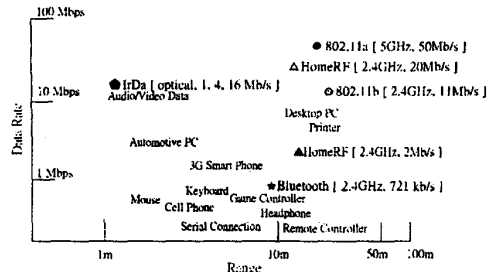 100 Mbps
802.11a [ 5GHz, 50Mb/s ]
HomeRF [ 2.4GHz, 20Mb/s ]
IrDa [ optical, 1, 4, 16 Mb/s ]
802.11b [ 2.4GHz, 11Mb/s ]
Audio/Video Data
10 Mbps
Desktop PC
Printer
Data Rate
Automotive PC
HomeRF [ 2.4GHz, 2Mb/s ]
3G Smart Phone
1 Mbps
Bluetooth [ 2.4GHz, 721 kb/s ]
Keyboard
Mouse
Game Controller
Cell Phone
Headphone
Serial Connection
Remote Controller
1m
10m
50m
100m
Range